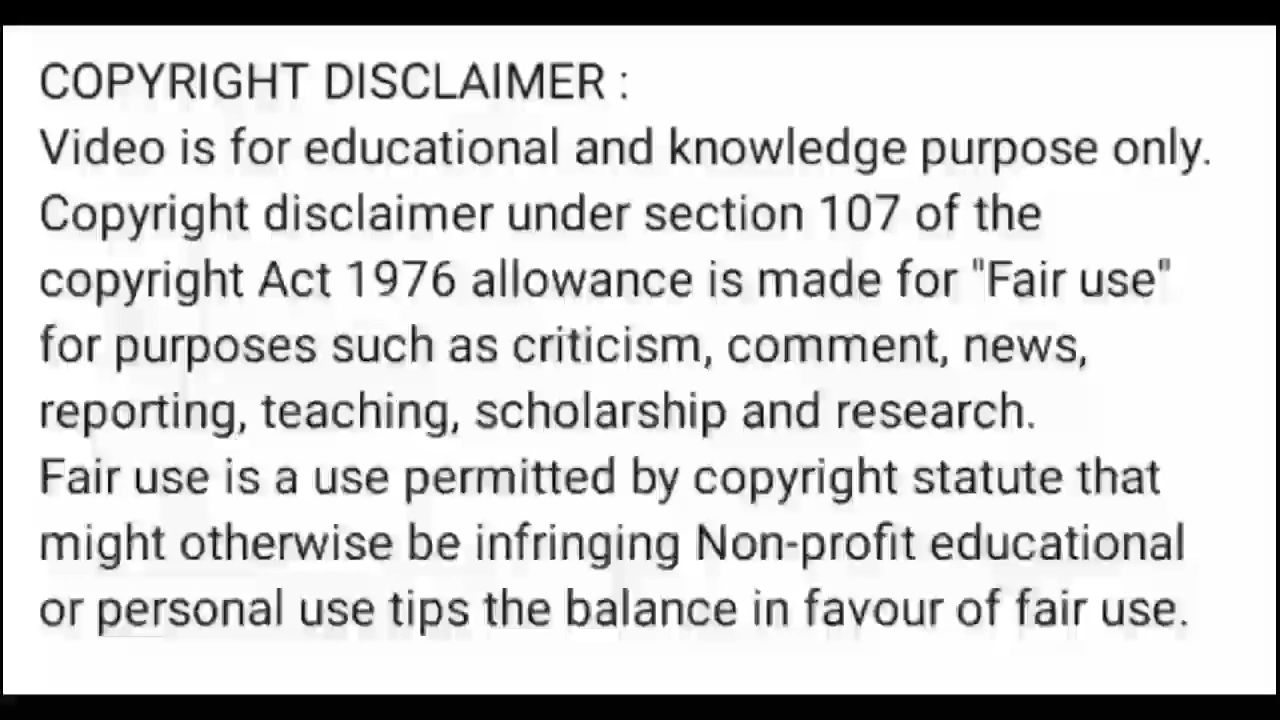 COPYRIGHT DISCLAIMER :
Video is for educational and knowledge purpose only.
Copyright disclaimer under section 107 of the
copyright Act 1976 allowance is made for "Fair use"
for purposes such as criticism, comment, news,
reporting, teaching, scholarship and research.
Fair use is a use permitted by copyright statute that
might otherwise be infringing Non-profit educational
or personal use tips the balance in favour of fair use.